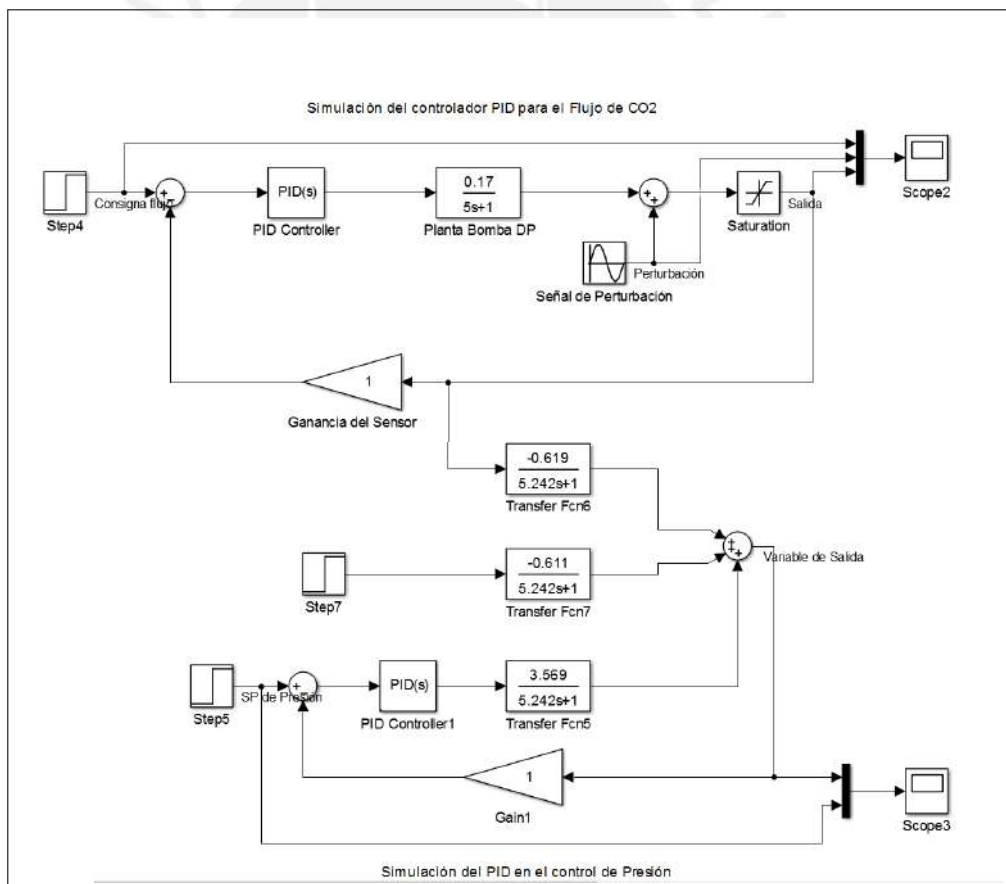 Simulación del controlador PID para el Flujo de CO2
Step4
Consigna flujo
PID(s)
PID Controller
0.17
5s+1
Planta Bomba DP
Señal de Perturbación
Perturbación
Saturation
Salida
Scope2
1
Ganancia del Sensor
-0.619
5.242s+1
Transfer Fcn6
Step7
-0.611
5.242s+1
Transfer Fcn7
Variable de Salida
Step5
SP de Presión
PID(s)
PID Controller1
3.569
5.242s+1
Transfer Fcn5
1
Gain1
Scope3
Simulación del PID en el control de Presión